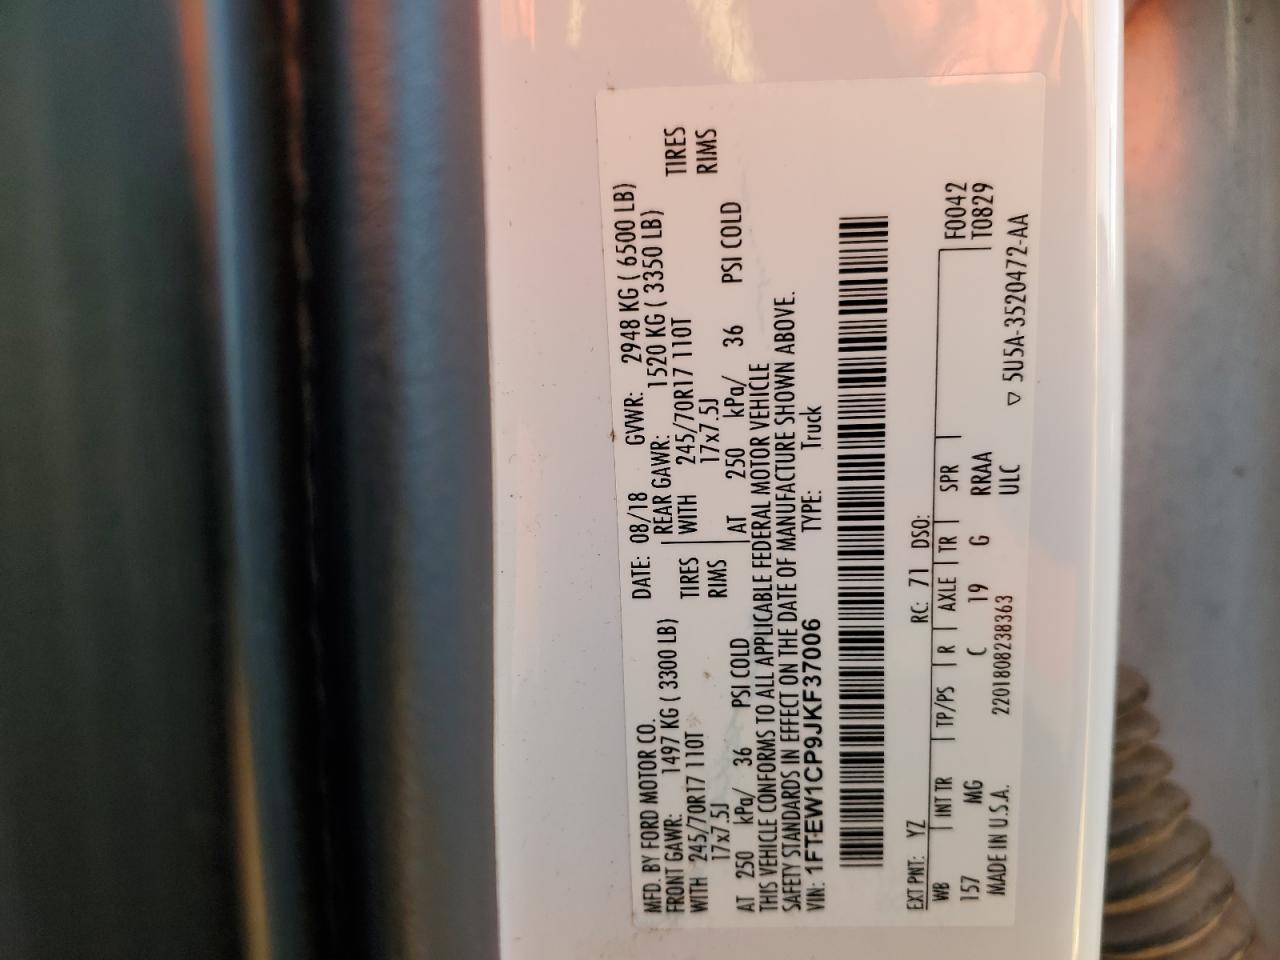 MFD. BY FORD MOTOR CO.
DATE: 08/18 GVWR: 2948 KG ( 6500 LB)
FRONT GAWR: 1497 KG ( 3300 LB) REAR GAWR: 1520 KG ( 3350 LB)
WITH 245/70R17 110T TIRES WITH 245/70R17 110T TIRES
17x7.5J RIMS 17x7.5J RIMS
AT 250 kPa/ 36 PSI COLD AT 250 kPa/ 36 PSI COLD
THIS VEHICLE CONFORMS TO ALL APPLICABLE FEDERAL MOTOR VEHICLE
SAFETY STANDARDS IN EFFECT ON THE DATE OF MANUFACTURE SHOWN ABOVE.
VIN: 1FTEW1CP9JKF37006 TYPE: Truck
EXT PNT: YZ RC: 71 DSO:
WB INT TR TP/PS R AXLE TR SPR F0042
157 MG C 19 G RRAA T0829
MADE IN U.S.A. 2201808238363 ULC ▽ 5U5A-3520472-AA